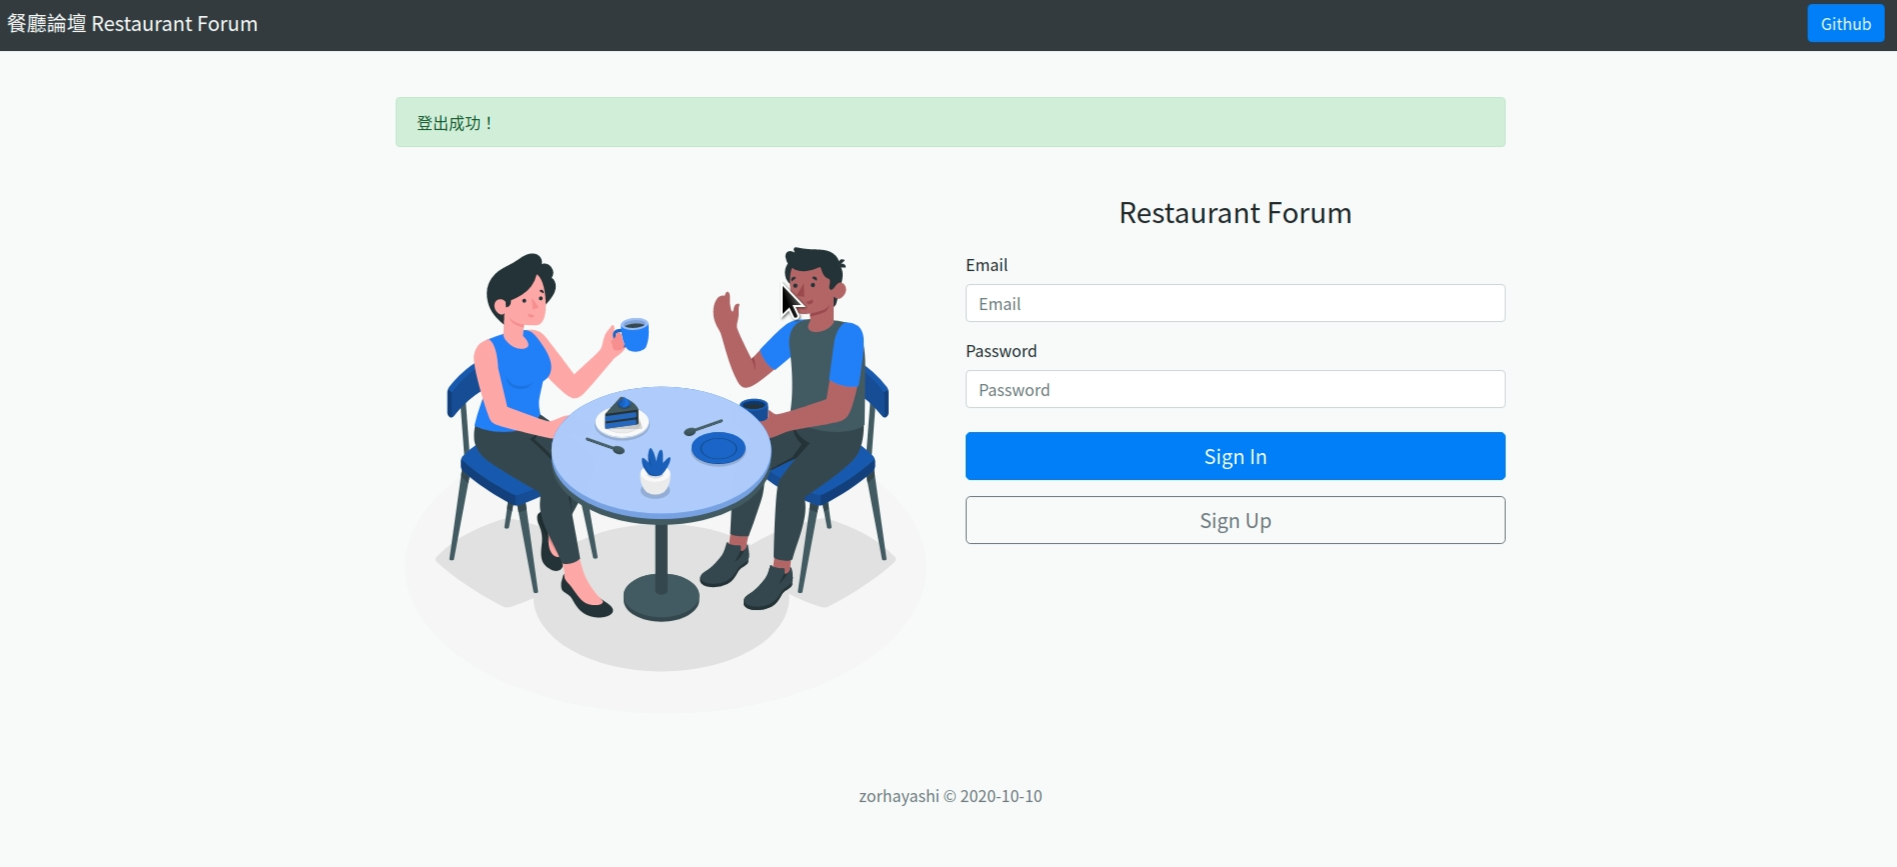 餐廳論壇 Restaurant Forum
Github
登出成功！
Restaurant Forum
Email
Email
Password
Password
Sign In
Sign Up
zorhayashi © 2020-10-10